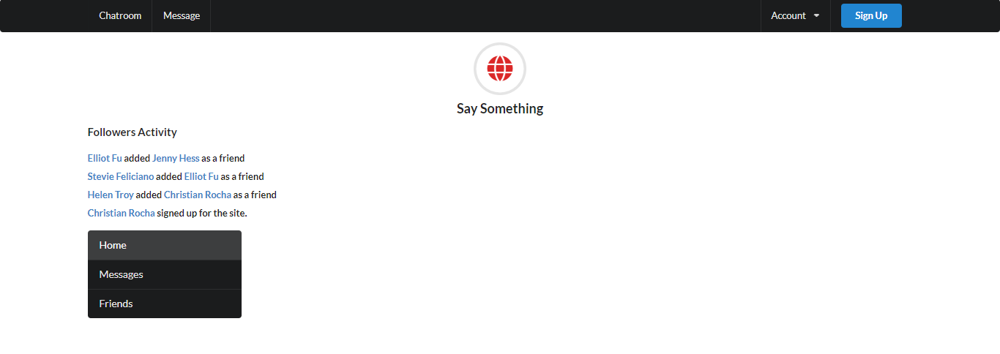 Chatroom Message Account Sign Up
Say Something
Followers Activity
Elliot Fu added Jenny Hess as a friend
Stevie Feliciano added Elliot Fu as a friend
Helen Troy added Christian Rocha as a friend
Christian Rocha signed up for the site.
Home
Messages
Friends